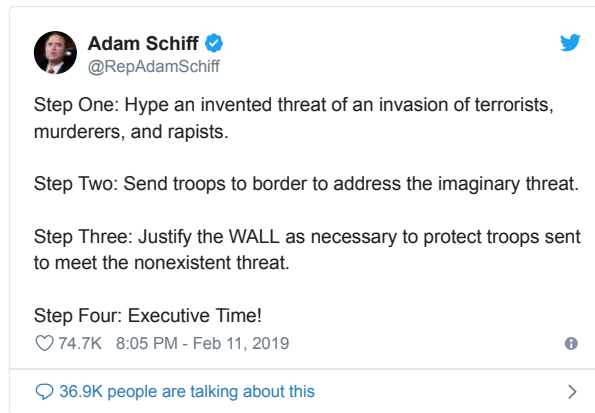 Adam Schiff
@RepAdamSchiff
Step One: Hype an invented threat of an invasion of terrorists,
murderers, and rapists.
Step Two: Send troops to border to address the imaginary threat.
Step Three: Justify the WALL as necessary to protect troops sent
to meet the nonexistent threat.
Step Four: Executive Time!
74.7K 8:05 PM - Feb 11, 2019
36.9K people are talking about this